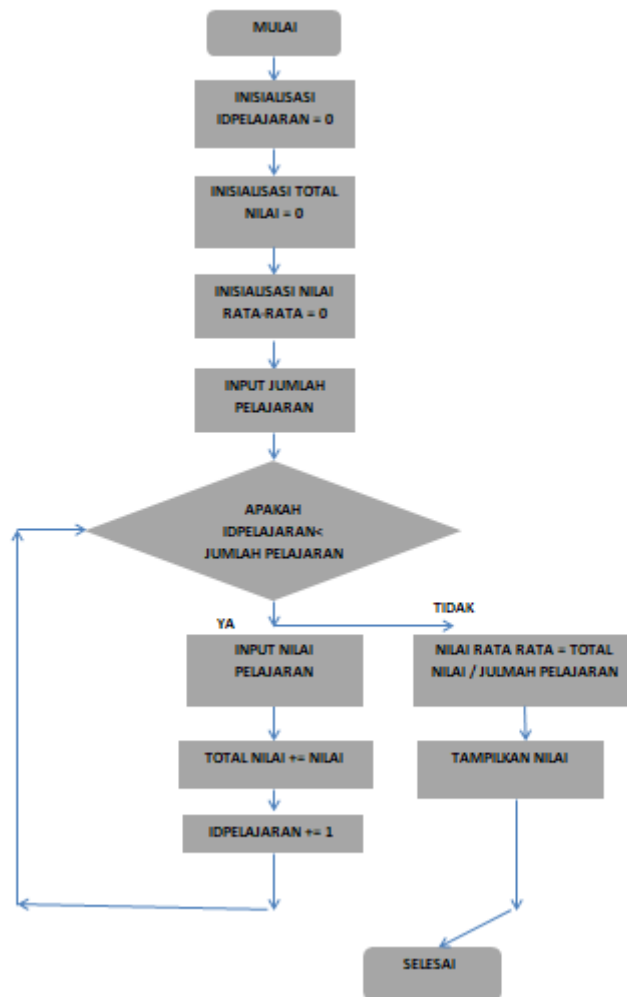 MULAI
INISIALISASI
IDPELAJARAN = 0
INISIALISASI TOTAL
NILAI = 0
INISIALISASI NILAI
RATA-RATA = 0
INPUT JUMLAH
PELAJARAN
APAKAH
IDPELAJARAN<
JUMLAH PELAJARAN
YA
TIDAK
INPUT NILAI
PELAJARAN
TOTAL NILAI += NILAI
IDPELAJARAN += 1
NILAI RATA RATA = TOTAL
NILAI / JULMAH PELAJARAN
TAMPILKAN NILAI
SELESAI